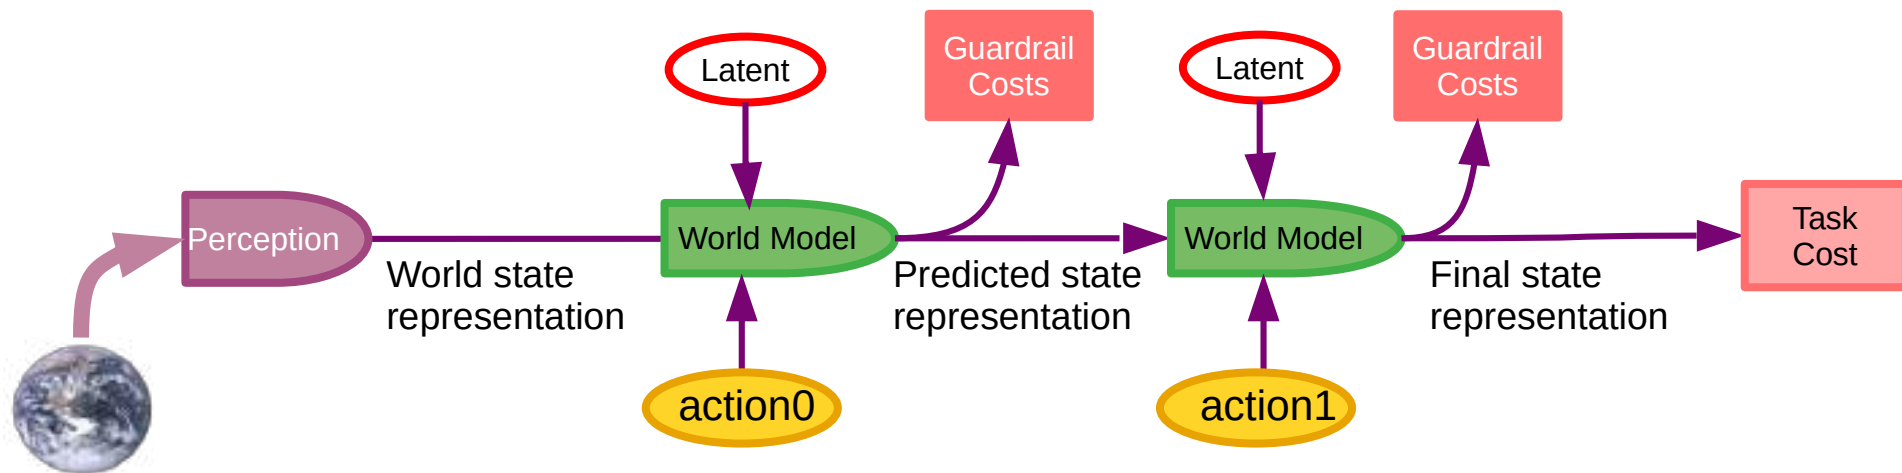 Latent
Guardrail
Costs
Latent
Guardrail
Costs
Perception
World Model
World Model
Task
Cost
World state
representation
Predicted state
representation
Final state
representation
action0
action1